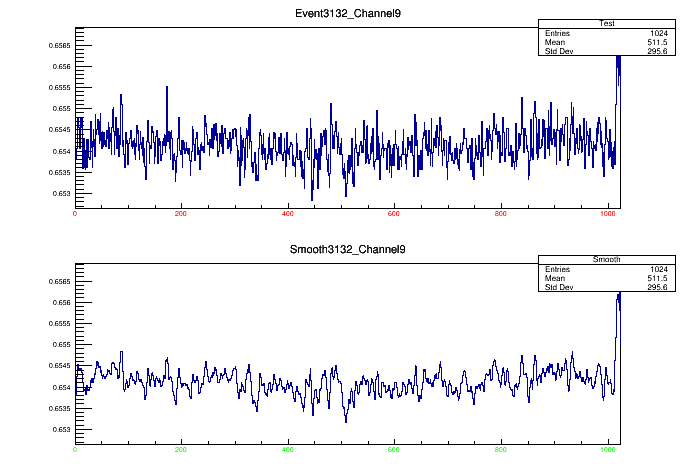 Event3132_Channel9
Test
Entries 1024
Mean 511.5
Std Dev 295.6
0.6565
0.656
0.6555
0.655
0.6545
0.654
0.6535
0.653
0 200 400 600 800 1000
Smooth3132_Channel9
Smooth
Entries 1024
Mean 511.5
Std Dev 295.6
0.6565
0.656
0.6555
0.655
0.6545
0.654
0.6535
0.653
0 200 400 600 800 1000